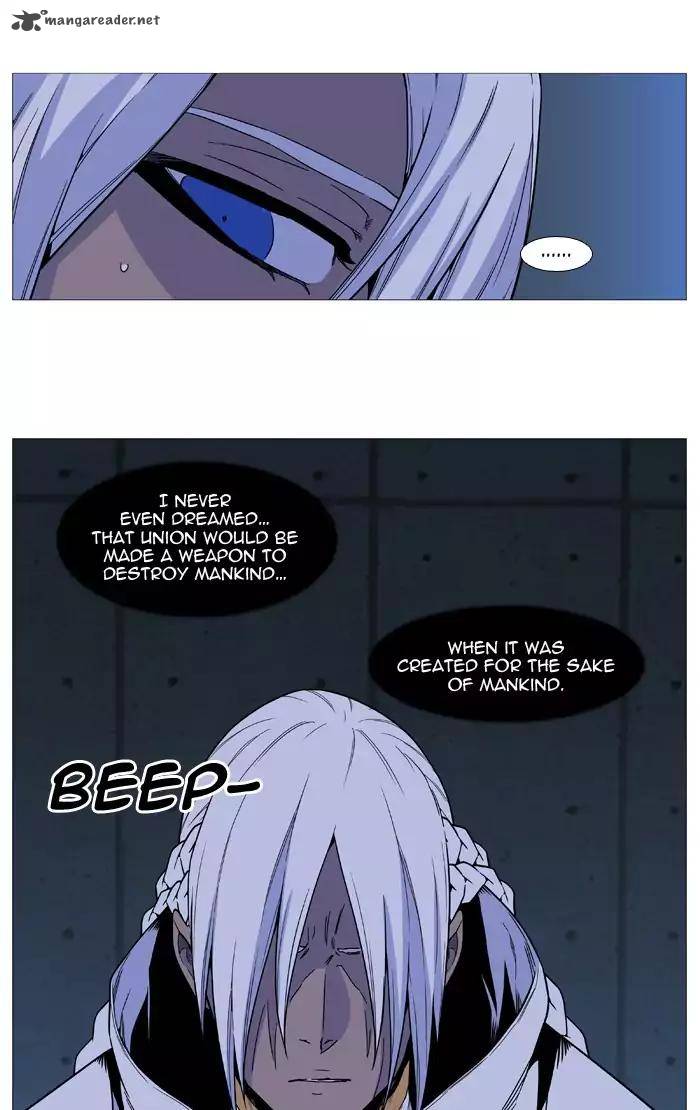 mangareader.net
......
I NEVER
EVEN DREAMED...
THAT UNION WOULD BE
MADE A WEAPON TO
DESTROY MANKIND...
WHEN IT WAS
CREATED FOR THE SAKE
OF MANKIND.
BEEP-